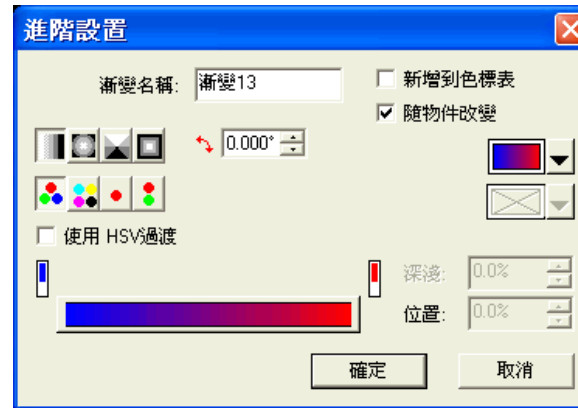 進階設置
漸變名稱: 漸變13
新增到色標表
隨物件改變
0.000°
使用 HSV過渡
深淺: 0.0%
位置: 0.0%
確定 取消